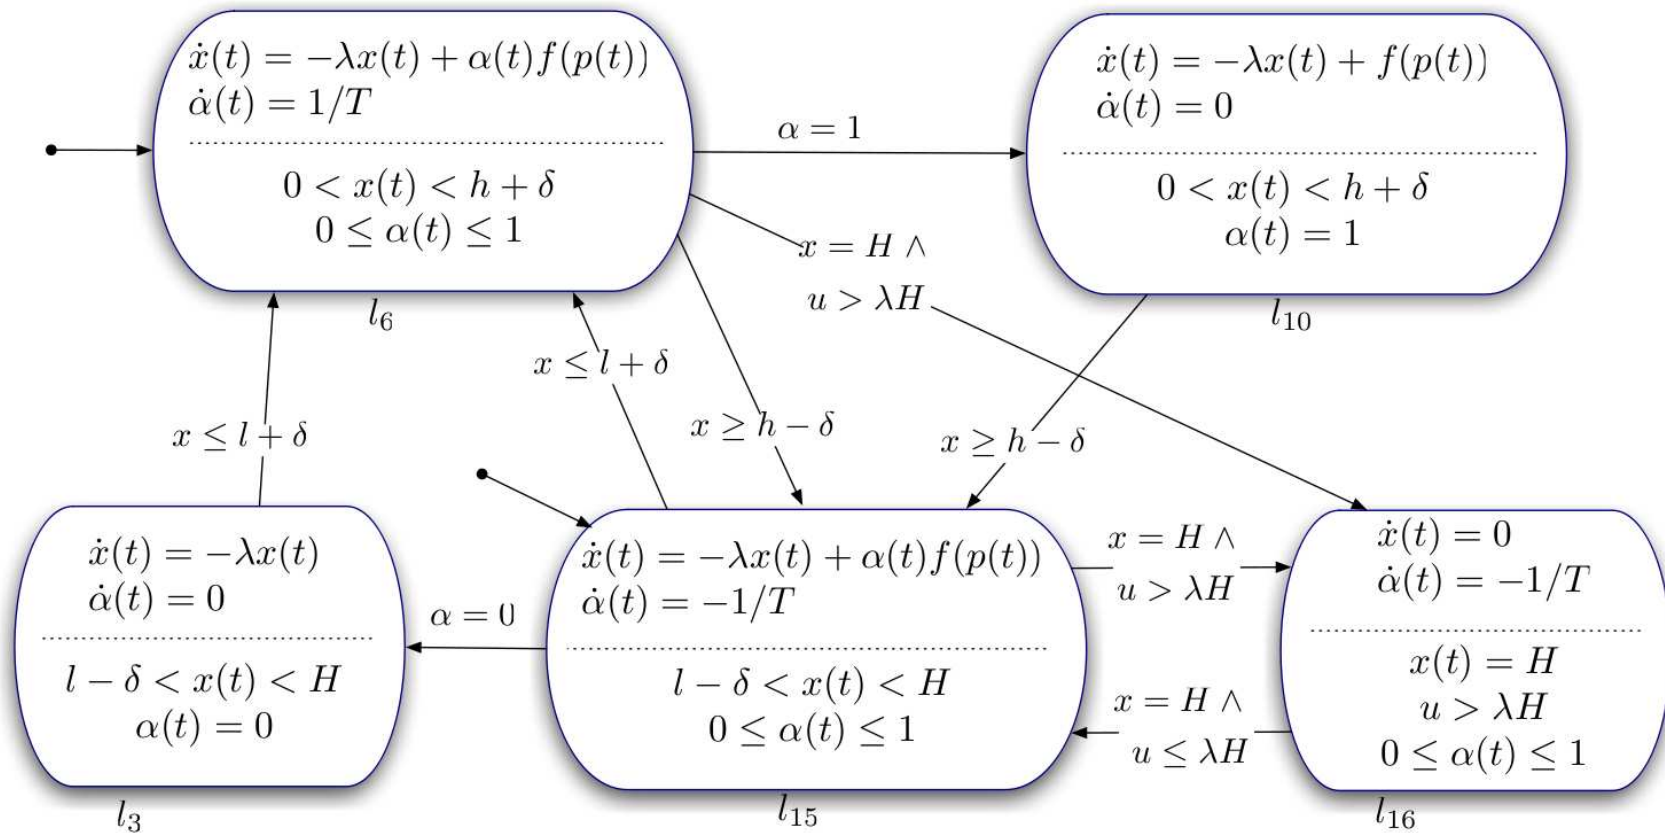 ẋ(t) = −λx(t) + α(t)f(p(t))
α̇(t) = 1/T
0 < x(t) < h + δ
0 ≤ α(t) ≤ 1
l₆
α = 1
ẋ(t) = −λx(t) + f(p(t))
α̇(t) = 0
0 < x(t) < h + δ
α(t) = 1
l₁₀
x = H ∧
u > λH
x ≤ l + δ
x ≤ l + δ
x ≥ h − δ
x ≥ h − δ
ẋ(t) = −λx(t)
α̇(t) = 0
l − δ < x(t) < H
α(t) = 0
l₃
α = 0
ẋ(t) = −λx(t) + α(t)f(p(t))
α̇(t) = −1/T
l − δ < x(t) < H
0 ≤ α(t) ≤ 1
l₁₅
x = H ∧
u > λH
x = H ∧
u ≤ λH
ẋ(t) = 0
α̇(t) = −1/T
x(t) = H
u > λH
0 ≤ α(t) ≤ 1
l₁₆